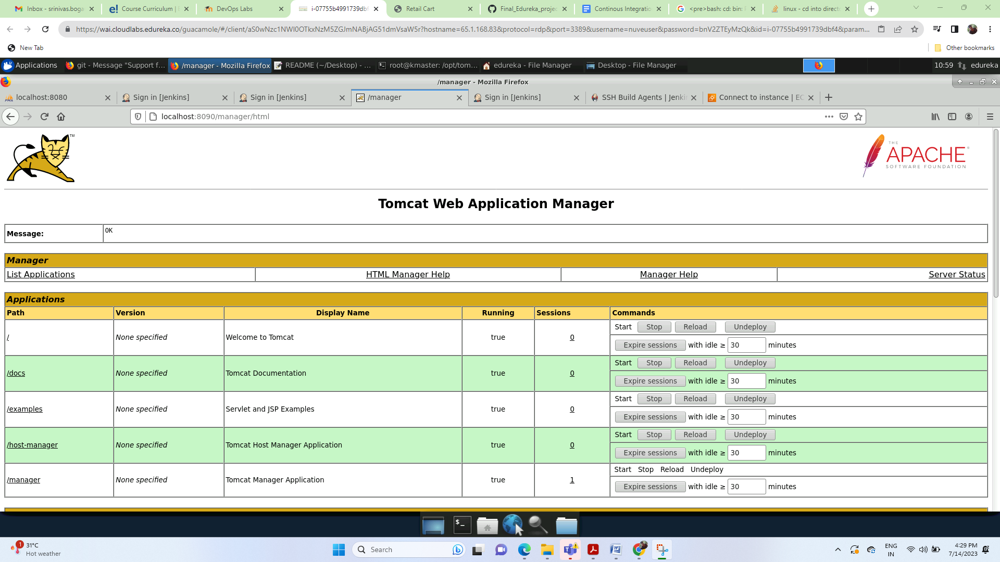 Inbox - srinivas.boga
Course Curriculum | E
DevOps Labs
i-07755b4991739dbf
Retail Cart
Final_Edureka_projec
Continous Integratio
<pre>bash: cd: bin: P
linux - cd into direct
https://wai.cloudlabs.edureka.co/guacamole/#/client/aS0wNzc1NWI0OTkxNzM5ZGJmNABjAG51dmVsaW5r?hostname=65.1.168.83&protocol=rdp&port=3389&username=nuveuser&password=bnV2ZTEyMzQk&id=i-07755b4991739dbf4&param...
New Tab
Other bookmarks
Applications
git - Message "Support f...
/manager - Mozilla Firefox
README (~/Desktop) - ...
root@kmaster: /opt/tom...
edureka - File Manager
Desktop - File Manager
10:59
edureka
/manager - Mozilla Firefox
localhost:8080
Sign in [Jenkins]
Sign in [Jenkins]
/manager
Sign in [Jenkins]
SSH Build Agents | Jenki
Connect to instance | EC
localhost:8090/manager/html
TM
THE
APACHE
SOFTWARE FOUNDATION
Tomcat Web Application Manager
Message: OK
Manager
List Applications HTML Manager Help Manager Help Server Status
Applications
Path Version Display Name Running Sessions Commands
/ None specified Welcome to Tomcat true 0 Start Stop Reload Undeploy
Expire sessions with idle ≥ 30 minutes
/docs None specified Tomcat Documentation true 0 Start Stop Reload Undeploy
Expire sessions with idle ≥ 30 minutes
/examples None specified Servlet and JSP Examples true 0 Start Stop Reload Undeploy
Expire sessions with idle ≥ 30 minutes
/host-manager None specified Tomcat Host Manager Application true 0 Start Stop Reload Undeploy
Expire sessions with idle ≥ 30 minutes
/manager None specified Tomcat Manager Application true 1 Start Stop Reload Undeploy
Expire sessions with idle ≥ 30 minutes
1
31°C
Hot weather
Search
ENG
IN
4:29 PM
7/14/2023